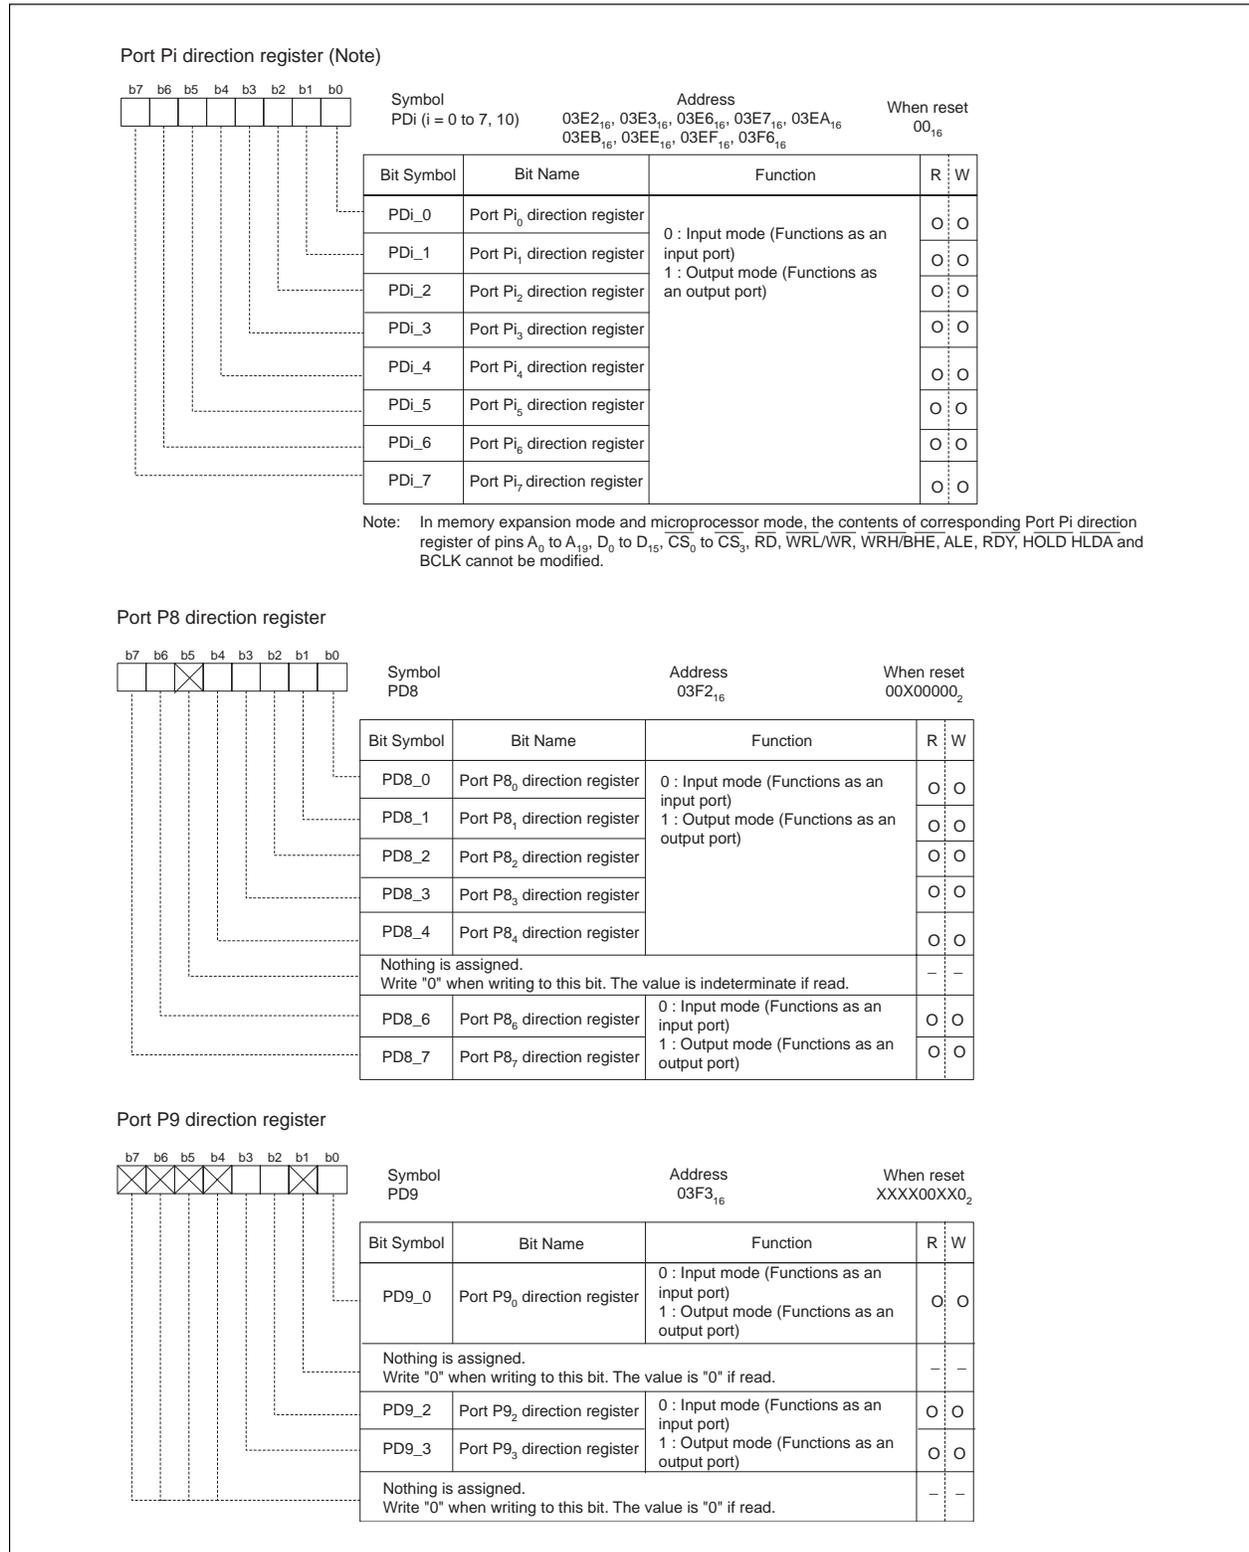 Port Pi direction register (Note)
b7 b6 b5 b4 b3 b2 b1 b0
Symbol Address When reset
PDi (i = 0 to 7, 10) 03E2₁₆, 03E3₁₆, 03E6₁₆, 03E7₁₆, 03EA₁₆ 00₁₆
03EB₁₆, 03EE₁₆, 03EF₁₆, 03F6₁₆
Bit Symbol Bit Name Function R W
PDi_0 Port Pi₀ direction register O O
0 : Input mode (Functions as an
input port)
1 : Output mode (Functions as
an output port)
PDi_1 Port Pi₁ direction register O O
PDi_2 Port Pi₂ direction register O O
PDi_3 Port Pi₃ direction register O O
PDi_4 Port Pi₄ direction register O O
PDi_5 Port Pi₅ direction register O O
PDi_6 Port Pi₆ direction register O O
PDi_7 Port Pi₇ direction register O O
Note: In memory expansion mode and microprocessor mode, the contents of corresponding Port Pi direction
register of pins A₀ to A₁₉, D₀ to D₁₅, C̅S̅₀ to C̅S̅₃, R̅D̅, W̅R̅L̅/W̅R̅, W̅R̅H̅/B̅H̅E̅, ALE, R̅D̅Y̅, H̅O̅L̅D̅ H̅L̅D̅A̅ and
BCLK cannot be modified.
Port P8 direction register
b7 b6 b5 b4 b3 b2 b1 b0
Symbol Address When reset
PD8 03F2₁₆ 00X00000₂
Bit Symbol Bit Name Function R W
PD8_0 Port P8₀ direction register O O
0 : Input mode (Functions as an
input port)
1 : Output mode (Functions as an
output port)
PD8_1 Port P8₁ direction register O O
PD8_2 Port P8₂ direction register O O
PD8_3 Port P8₃ direction register O O
PD8_4 Port P8₄ direction register O O
Nothing is assigned.
Write "0" when writing to this bit. The value is indeterminate if read. – –
PD8_6 Port P8₆ direction register O O
0 : Input mode (Functions as an
input port)
1 : Output mode (Functions as an
output port)
PD8_7 Port P8₇ direction register O O
Port P9 direction register
b7 b6 b5 b4 b3 b2 b1 b0
Symbol Address When reset
PD9 03F3₁₆ XXXX00XX0₂
Bit Symbol Bit Name Function R W
PD9_0 Port P9₀ direction register O O
0 : Input mode (Functions as an
input port)
1 : Output mode (Functions as an
output port)
Nothing is assigned.
Write "0" when writing to this bit. The value is "0" if read. – –
PD9_2 Port P9₂ direction register O O
0 : Input mode (Functions as an
input port)
1 : Output mode (Functions as an
output port)
PD9_3 Port P9₃ direction register O O
Nothing is assigned.
Write "0" when writing to this bit. The value is "0" if read. – –